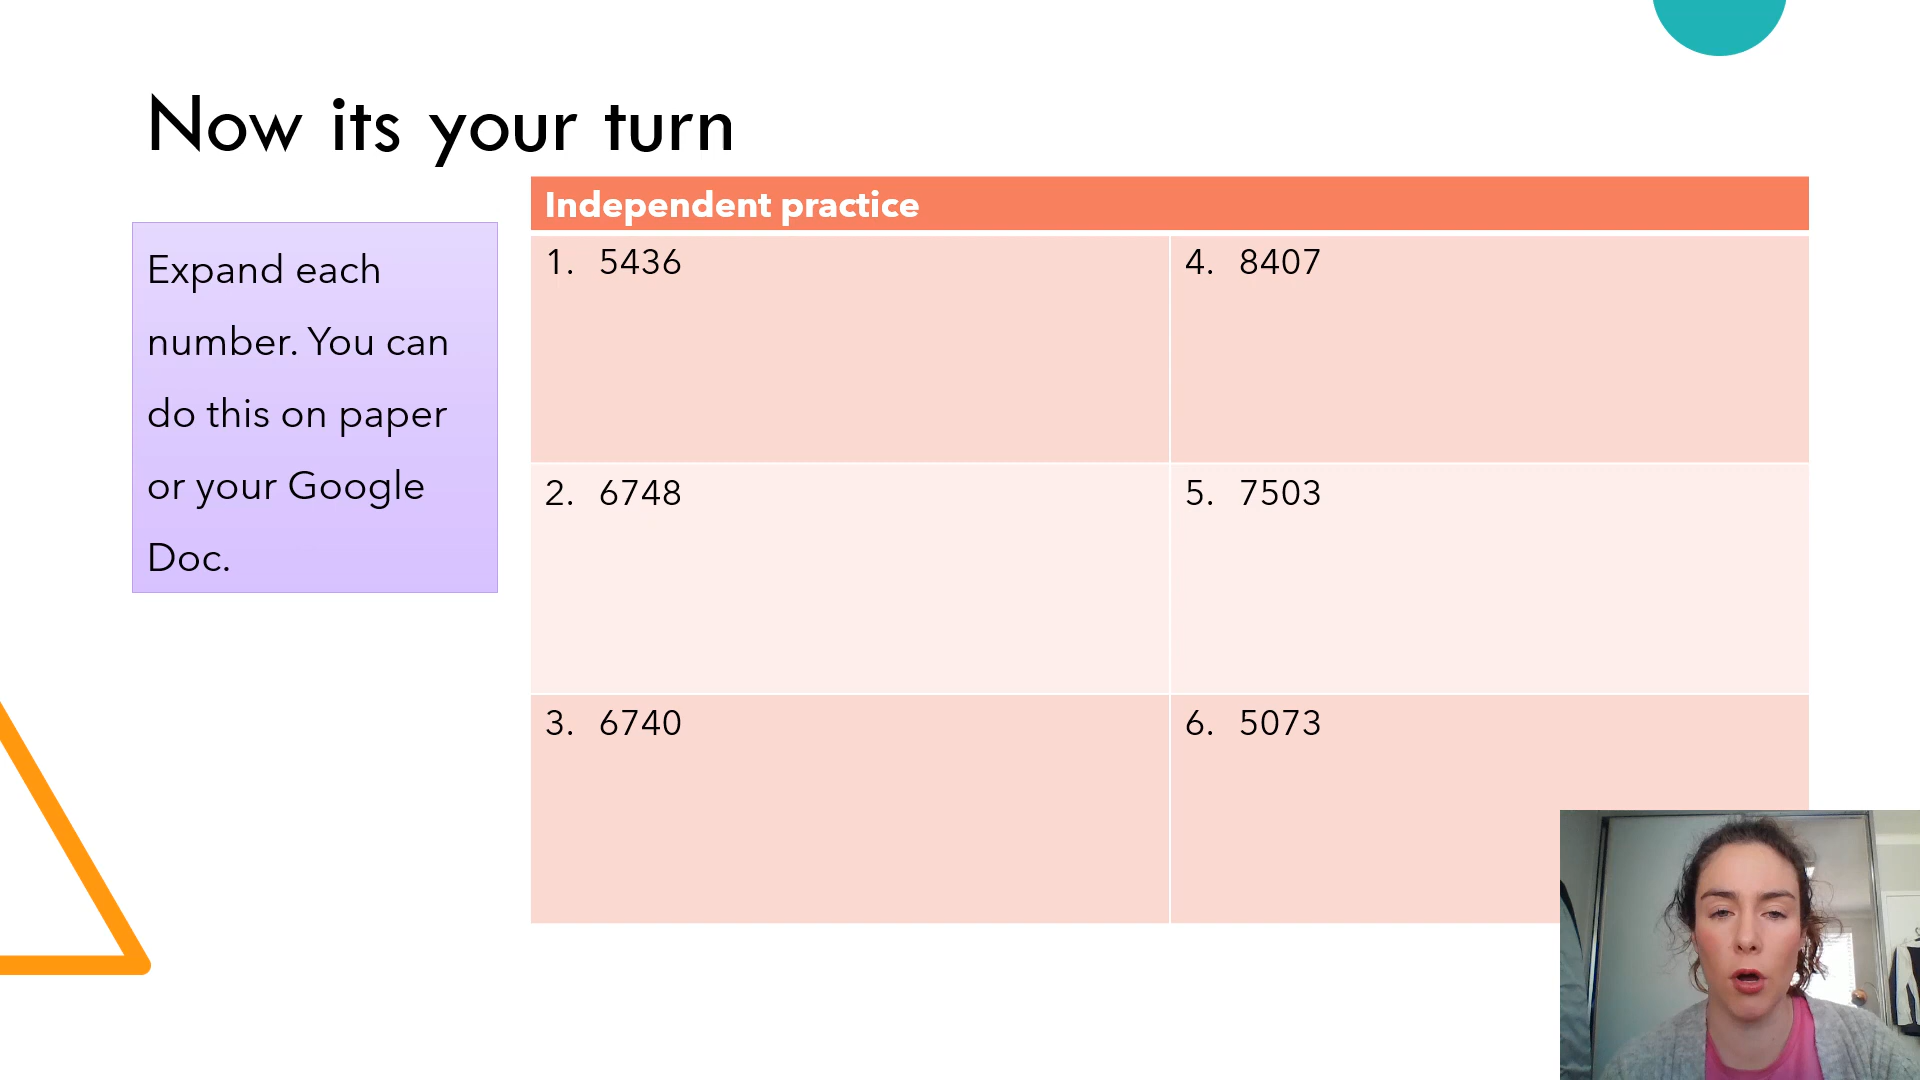 Now its your turn
Expand each
number. You can
do this on paper
or your Google
Doc.
Independent practice
1. 5436
4. 8407
2. 6748
5. 7503
3. 6740
6. 5073